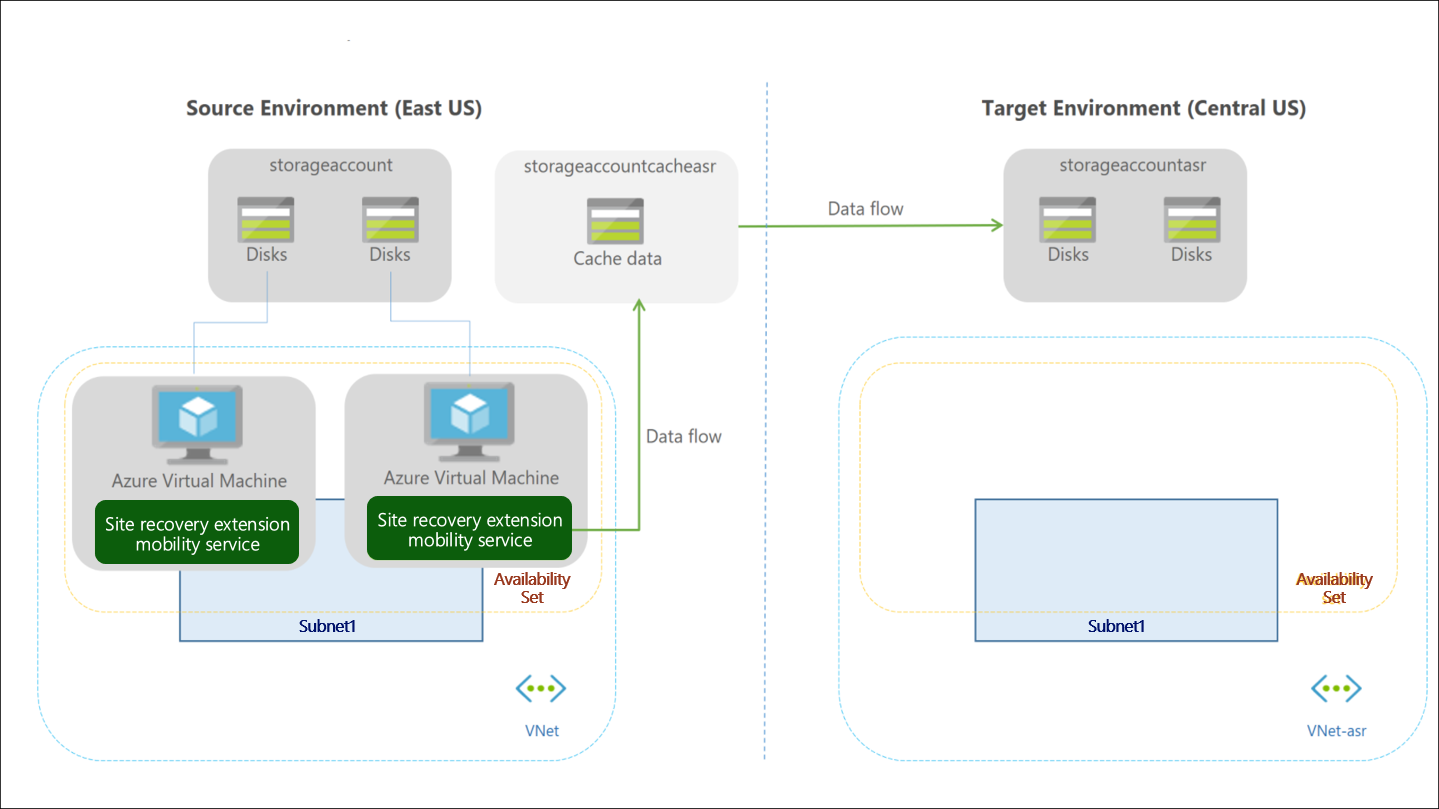 Source Environment (East US)
Target Environment (Central US)
storageaccount
Disks
Disks
storageaccountcacheasr
Cache data
Data flow
storageaccountasr
Disks
Disks
Azure Virtual Machine
Site recovery extension
mobility service
Azure Virtual Machine
Site recovery extension
mobility service
Data flow
Availability
Set
Subnet1
VNet
Availability
Set
Subnet1
VNet-asr